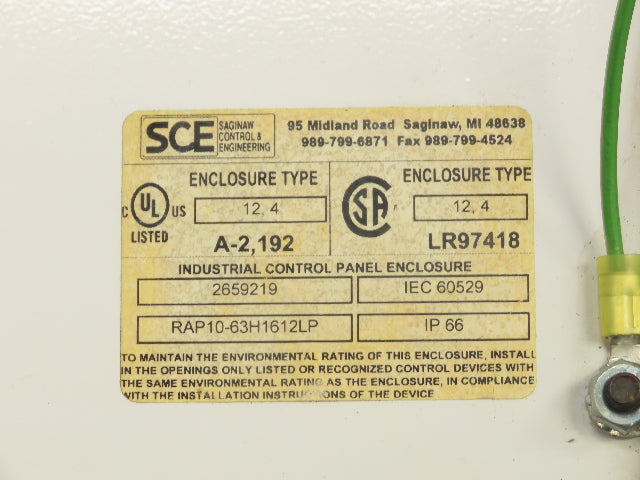 SCE SAGINAW CONTROL & ENGINEERING
95 Midland Road Saginaw, MI 48638
989-799-6871 Fax 989-799-4524
ENCLOSURE TYPE
C UL US
12, 4
LISTED
A-2,192
ENCLOSURE TYPE
CSA
12, 4
LR97418
INDUSTRIAL CONTROL PANEL ENCLOSURE
2659219 IEC 60529
RAP10-63H1612LP IP 66
TO MAINTAIN THE ENVIRONMENTAL RATING OF THIS ENCLOSURE, INSTALL
IN THE OPENINGS ONLY LISTED OR RECOGNIZED CONTROL DEVICES WITH
THE SAME ENVIRONMENTAL RATING AS THE ENCLOSURE, IN COMPLIANCE
WITH THE INSTALLATION INSTRUCTIONS OF THE DEVICE